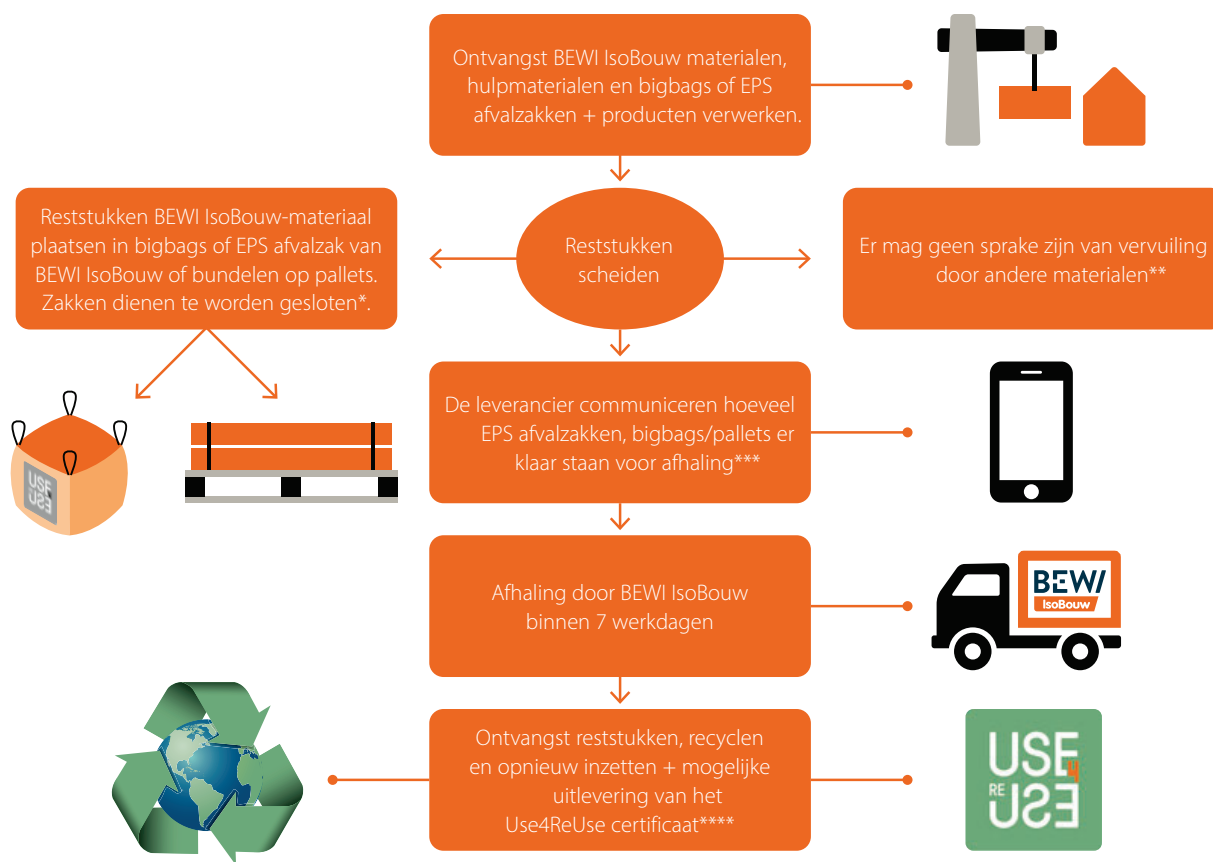 Ontvangst BEWI IsoBouw materialen,
hulpmaterialen en bigbags of EPS
afvalzakken + producten verwerken.
Reststukken BEWI IsoBouw-materiaal
plaatsen in bigbags of EPS afvalzak van
BEWI IsoBouw of bundelen op pallets.
Zakken dienen te worden gesloten*.
Reststukken
scheiden
Er mag geen sprake zijn van vervuiling
door andere materialen**
USE
USE
De leverancier communiceren hoeveel
EPS afvalzakken, bigbags/pallets er
klaar staan voor afhaling***
Afhaling door BEWI IsoBouw
binnen 7 werkdagen
BEWI
IsoBouw
Ontvangst reststukken, recyclen
en opnieuw inzetten + mogelijke
uitlevering van het
Use4ReUse certificaat****
USE
4
RE USE